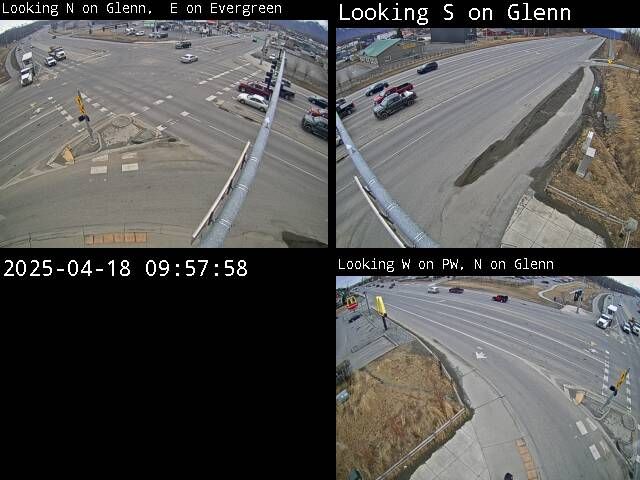 Looking N on Glenn,  E on Evergreen
Looking S on Glenn
2025-04-18 09:57:58
Looking W on PW, N on Glenn